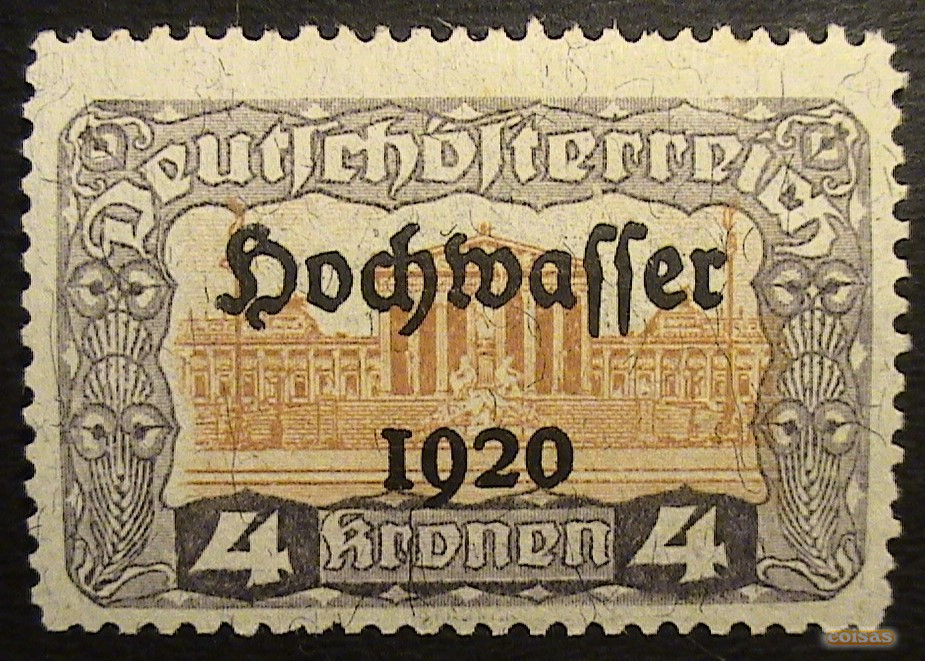 Deutschösterreich
Hochwasser
1920
4 Kronen 4
coisas